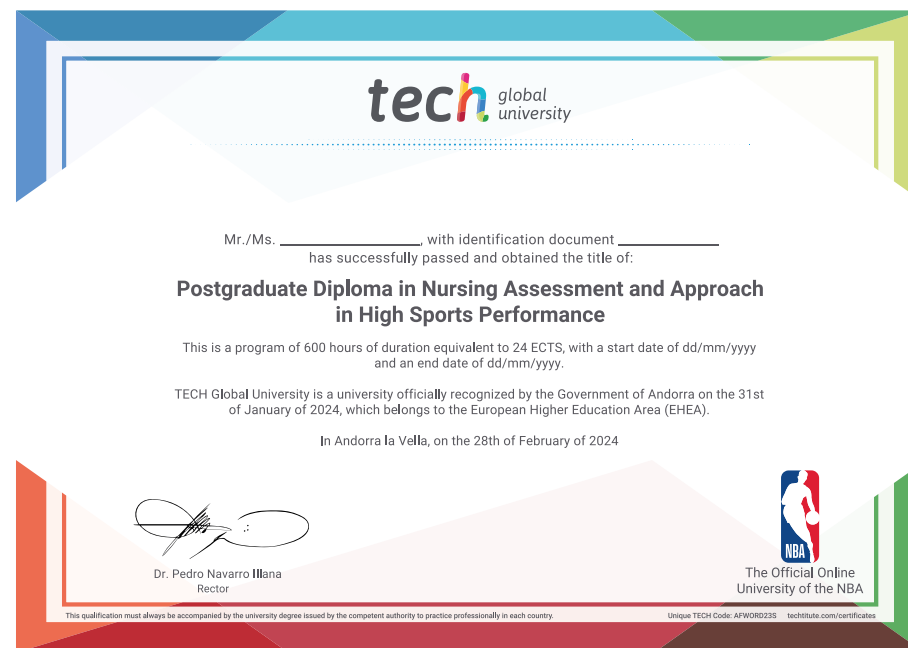 tech global
university
Mr./Ms. ____________, with identification document ____________
has successfully passed and obtained the title of:
Postgraduate Diploma in Nursing Assessment and Approach
in High Sports Performance
This is a program of 600 hours of duration equivalent to 24 ECTS, with a start date of dd/mm/yyyy
and an end date of dd/mm/yyyy.
TECH Global University is a university officially recognized by the Government of Andorra on the 31st
of January of 2024, which belongs to the European Higher Education Area (EHEA).
In Andorra la Vella, on the 28th of February of 2024
Dr. Pedro Navarro Illana
Rector
NBA
The Official Online
University of the NBA
This qualification must always be accompanied by the university degree issued by the competent authority to practice professionally in each country.
Unique TECH Code: AFWORD23S techtitute.com/certificates